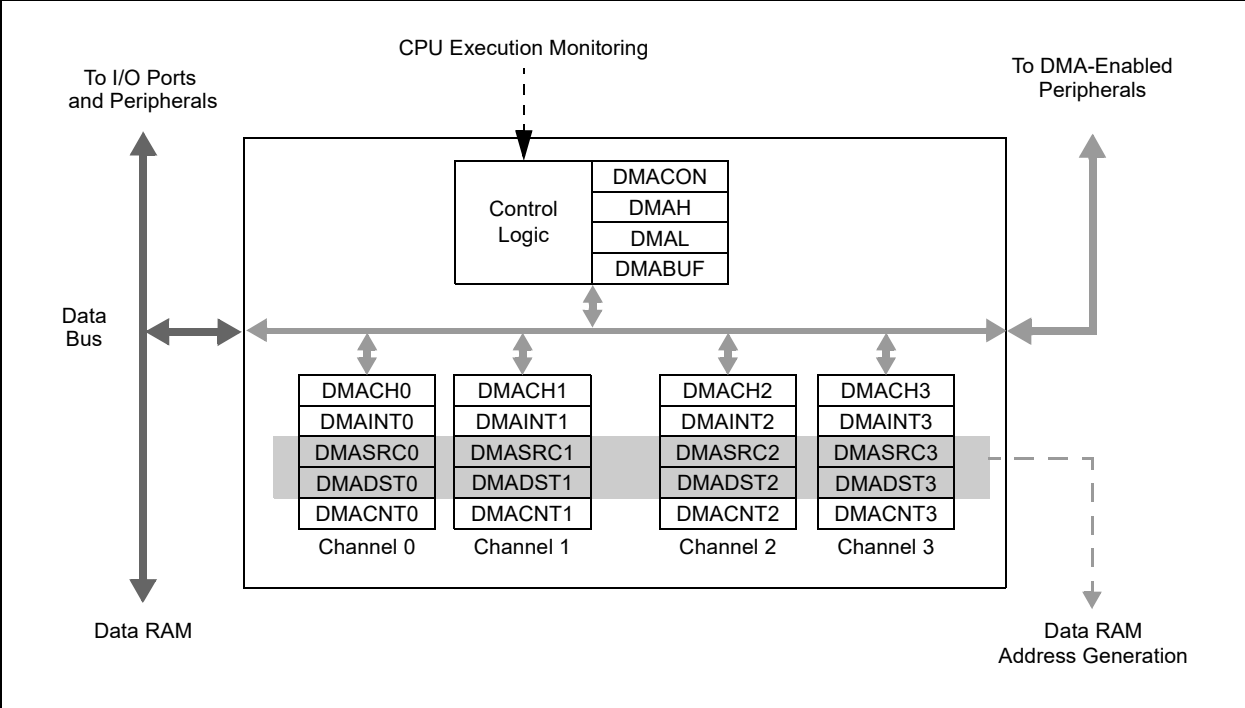 CPU Execution Monitoring
To I/O Ports
and Peripherals
To DMA-Enabled
Peripherals
Control
Logic
DMACON
DMAH
DMAL
DMABUF
Data
Bus
DMACH0
DMAINT0
DMASRC0
DMADST0
DMACNT0
Channel 0
DMACH1
DMAINT1
DMASRC1
DMADST1
DMACNT1
Channel 1
DMACH2
DMAINT2
DMASRC2
DMADST2
DMACNT2
Channel 2
DMACH3
DMAINT3
DMASRC3
DMADST3
DMACNT3
Channel 3
Data RAM
Data RAM
Address Generation